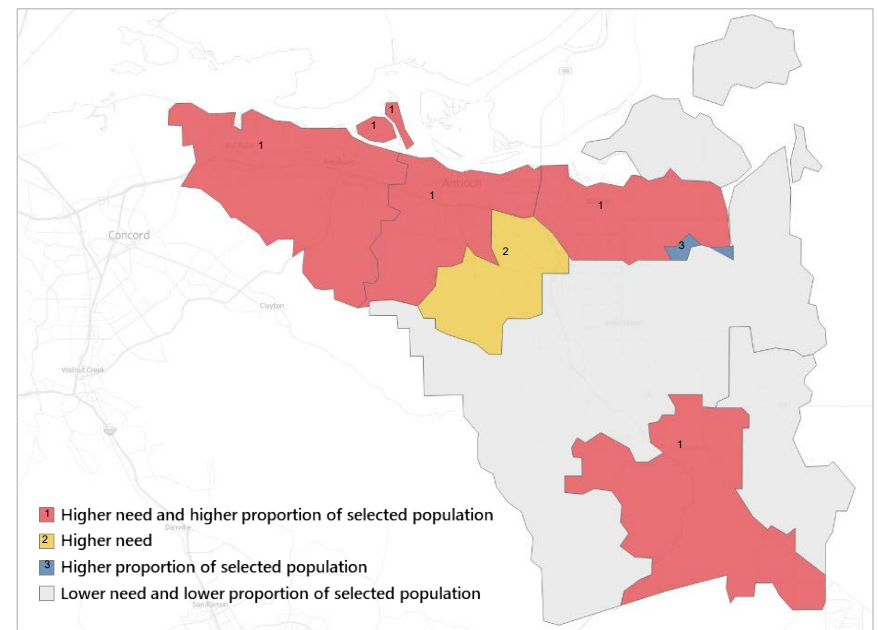 1
1
1
1
1
Antioch
2
3
Concord
Clayton
Walnut Creek
1
1 Higher need and higher proportion of selected population
2 Higher need
Danville
3 Higher proportion of selected population
Lower need and lower proportion of selected population
San Ramon